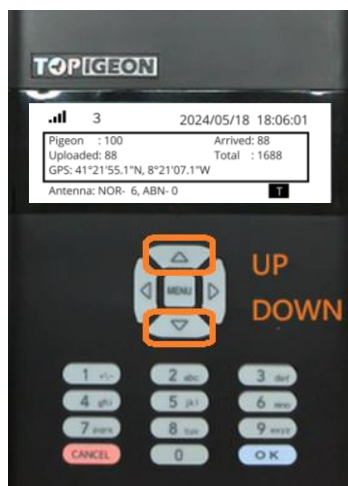 TOPIGEON
3 2024/05/18 18:06:01
Pigeon : 100 Arrived: 88
Uploaded: 88 Total : 1688
GPS: 41°21'55.1"N, 8°21'07.1"W
Antenna: NOR- 6, ABN- 0 T
UP
MENU
DOWN
1 2 abc 3 def
4 ghi 5 jkl 6 mno
7 pqrs 8 tuv 9 wxyz
CANCEL 0 OK